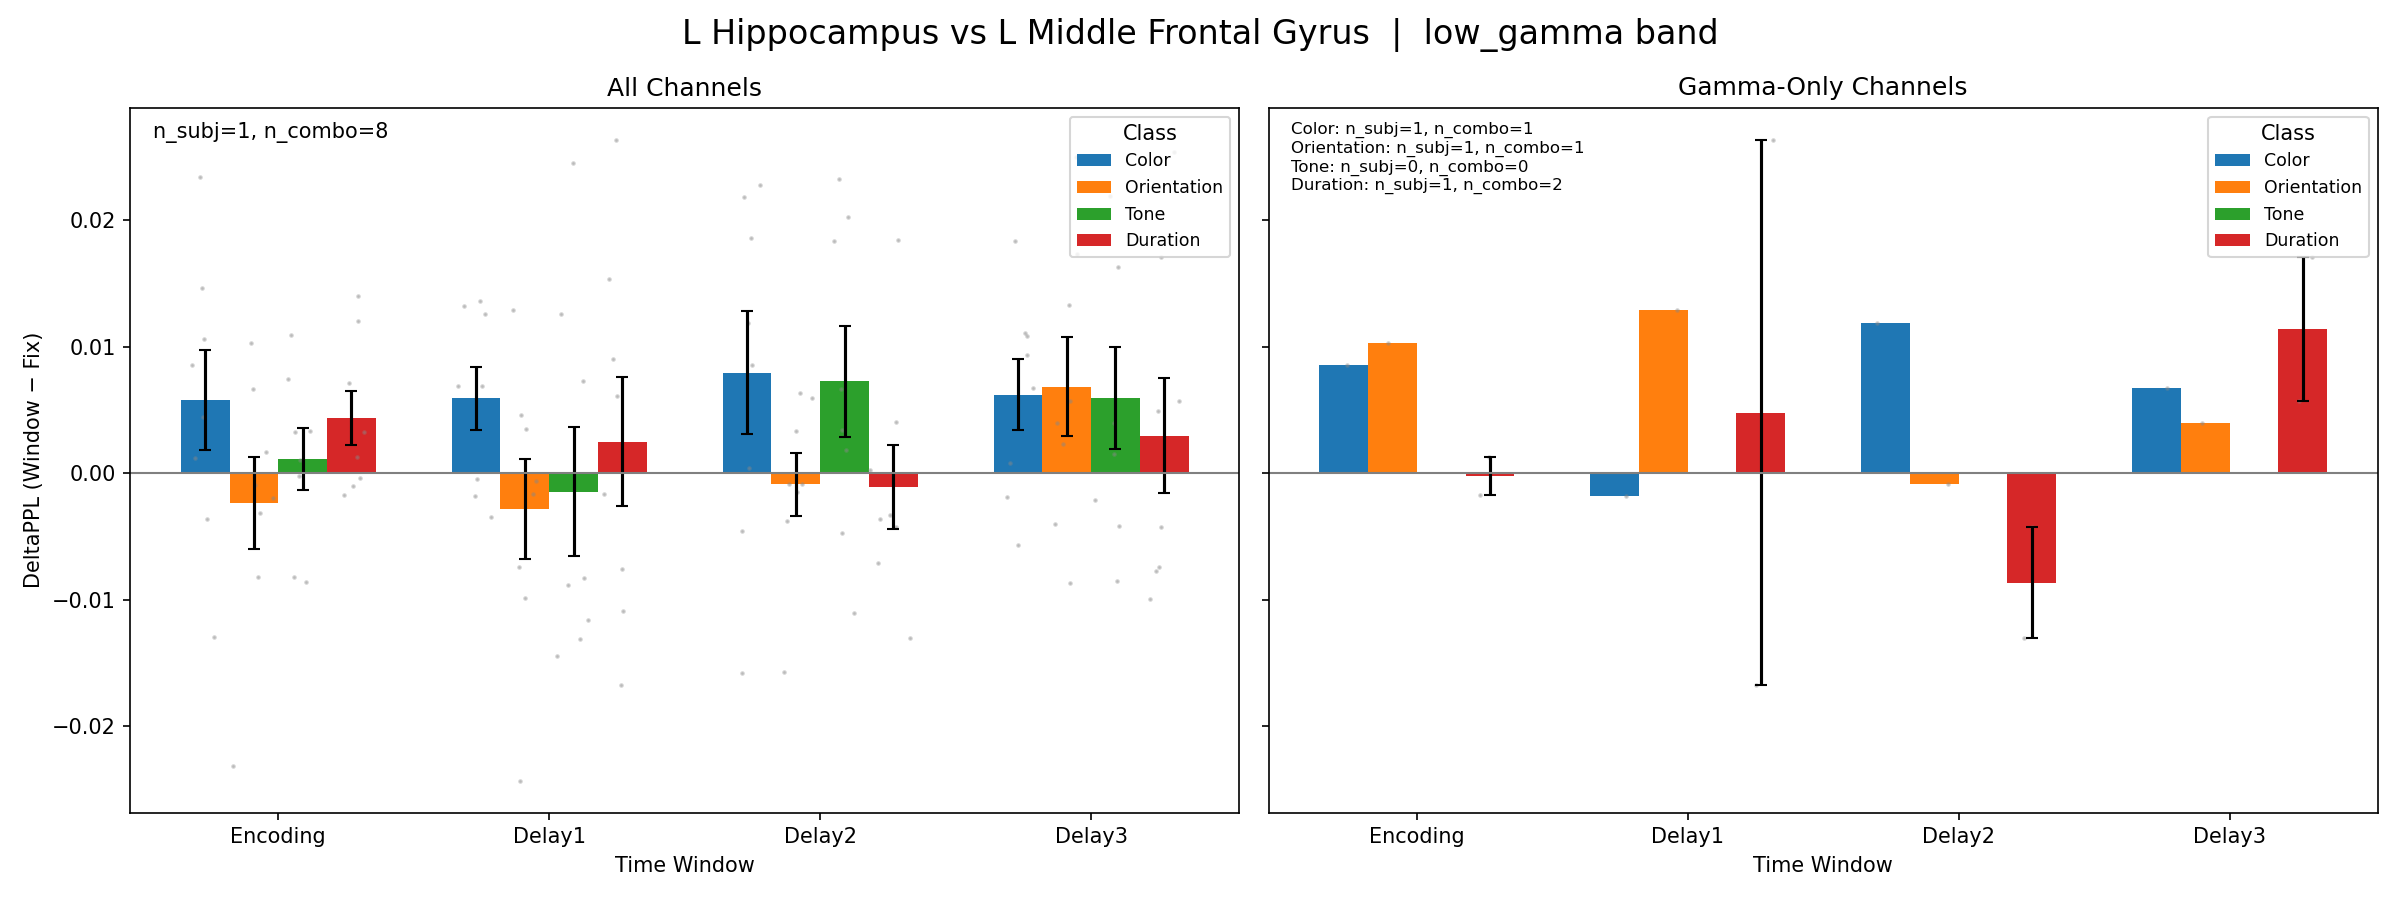 L Hippocampus vs L Middle Frontal Gyrus | low_gamma band
All Channels
n_subj=1, n_combo=8
Class
Color
Orientation
Tone
Duration
DeltaPPL (Window − Fix)
0.02
0.01
0.00
−0.01
−0.02
Encoding
Delay1
Delay2
Delay3
Time Window
Gamma-Only Channels
Color: n_subj=1, n_combo=1
Orientation: n_subj=1, n_combo=1
Tone: n_subj=0, n_combo=0
Duration: n_subj=1, n_combo=2
Class
Color
Orientation
Tone
Duration
Encoding
Delay1
Delay2
Delay3
Time Window